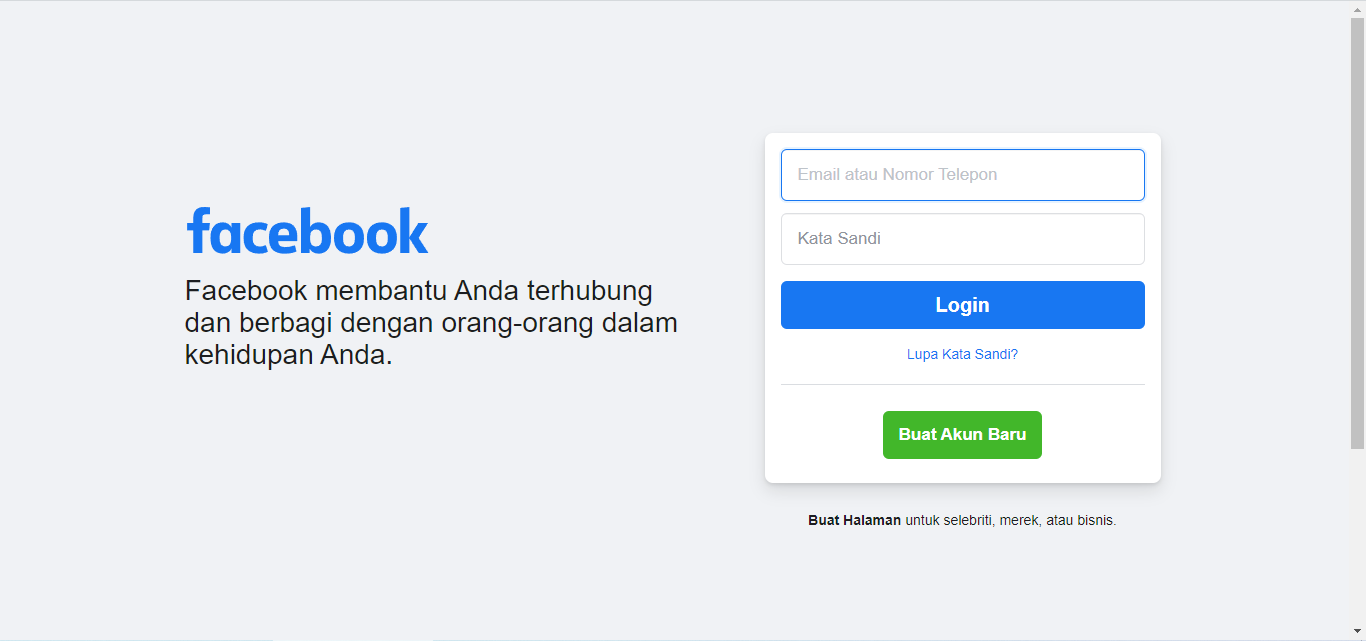 facebook
Facebook membantu Anda terhubung
dan berbagi dengan orang-orang dalam
kehidupan Anda.
Email atau Nomor Telepon
Kata Sandi
Login
Lupa Kata Sandi?
Buat Akun Baru
Buat Halaman untuk selebriti, merek, atau bisnis.